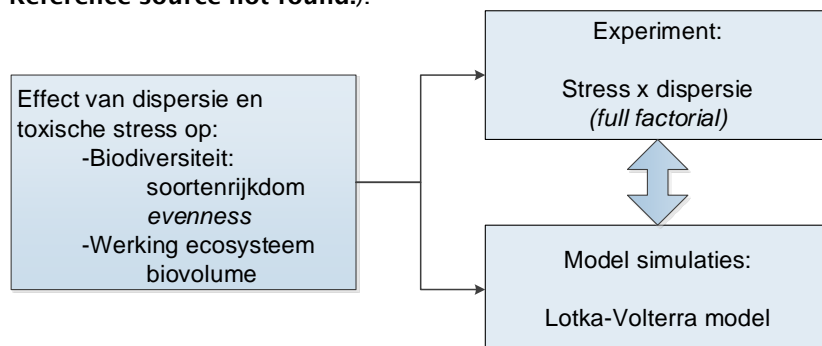 Reference source not found.).
Effect van dispersie en
toxische stress op:
-Biodiversiteit:
soortenrijkdom
evenness
-Werking ecosysteem
biovolume
Experiment:
Stress x dispersie
(full factorial)
Model simulaties:
Lotka-Volterra model